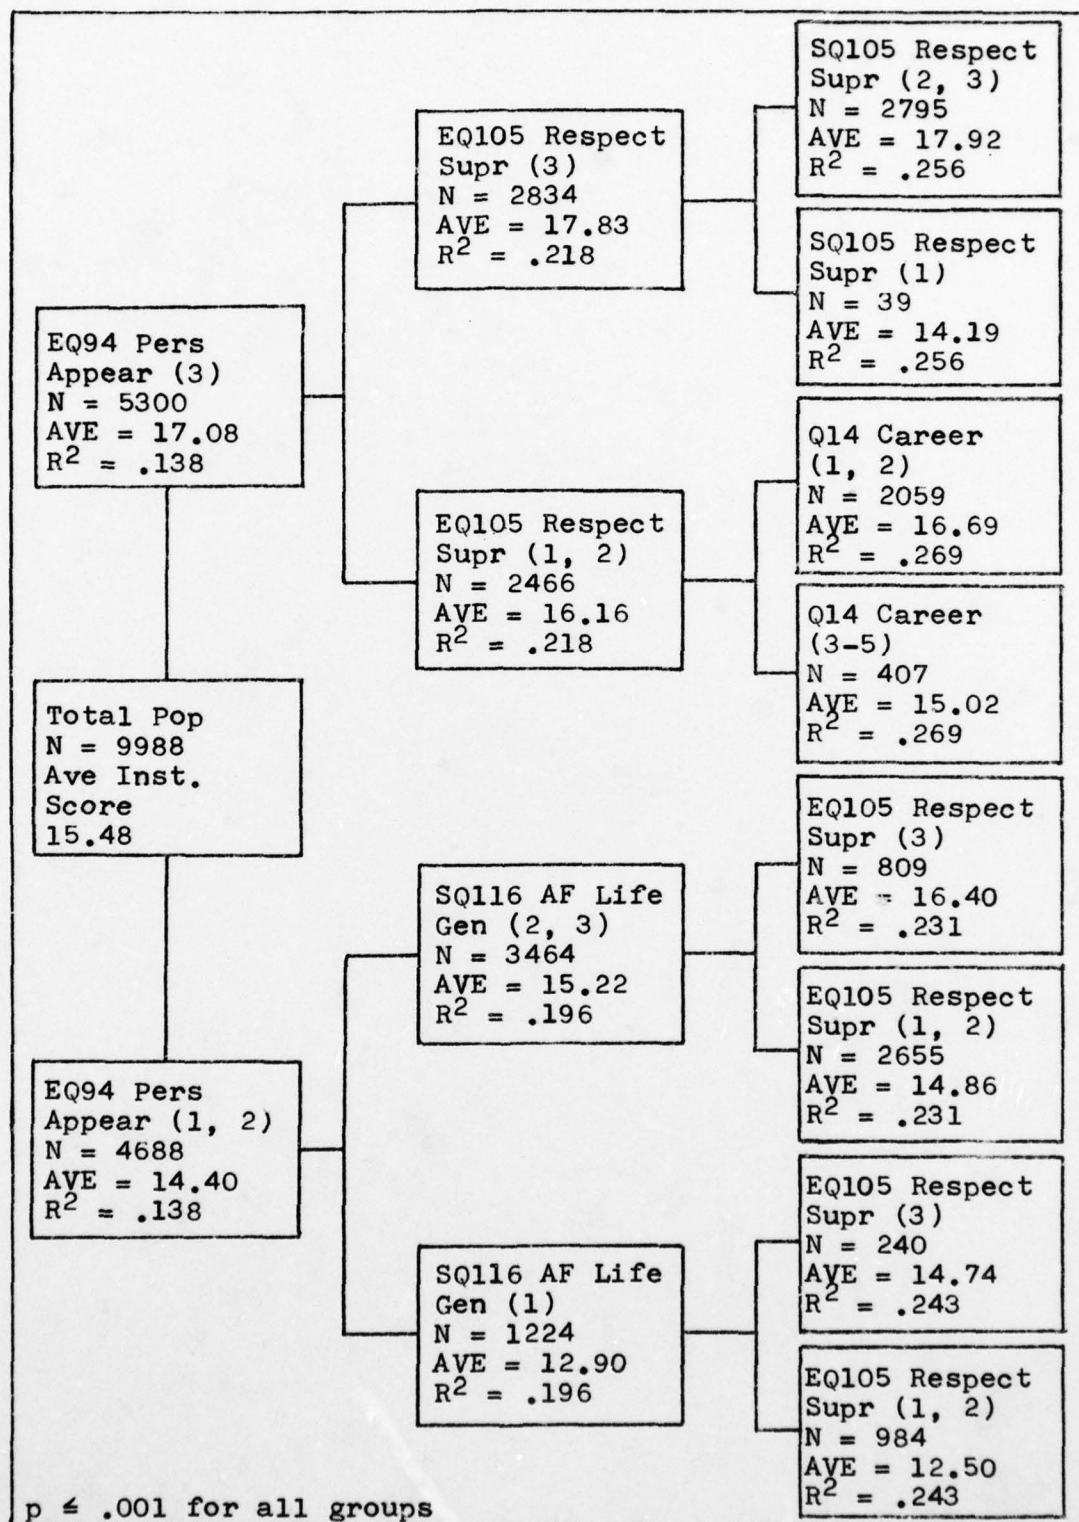 EQ94 Pers
Appear (3)
N = 5300
AVE = 17.08
R² = .138
Total Pop
N = 9988
Ave Inst.
Score
15.48
EQ94 Pers
Appear (1, 2)
N = 4688
AVE = 14.40
R² = .138
EQ105 Respect
Supr (3)
N = 2834
AVE = 17.83
R² = .218
EQ105 Respect
Supr (1, 2)
N = 2466
AVE = 16.16
R² = .218
SQ116 AF Life
Gen (2, 3)
N = 3464
AVE = 15.22
R² = .196
SQ116 AF Life
Gen (1)
N = 1224
AVE = 12.90
R² = .196
SQ105 Respect
Supr (2, 3)
N = 2795
AVE = 17.92
R² = .256
SQ105 Respect
Supr (1)
N = 39
AVE = 14.19
R² = .256
Q14 Career
(1, 2)
N = 2059
AVE = 16.69
R² = .269
Q14 Career
(3-5)
N = 407
AVE = 15.02
R² = .269
EQ105 Respect
Supr (3)
N = 809
AVE = 16.40
R² = .231
EQ105 Respect
Supr (1, 2)
N = 2655
AVE = 14.86
R² = .231
EQ105 Respect
Supr (3)
N = 240
AVE = 14.74
R² = .243
EQ105 Respect
Supr (1, 2)
N = 984
AVE = 12.50
R² = .243
p ≤ .001 for all groups